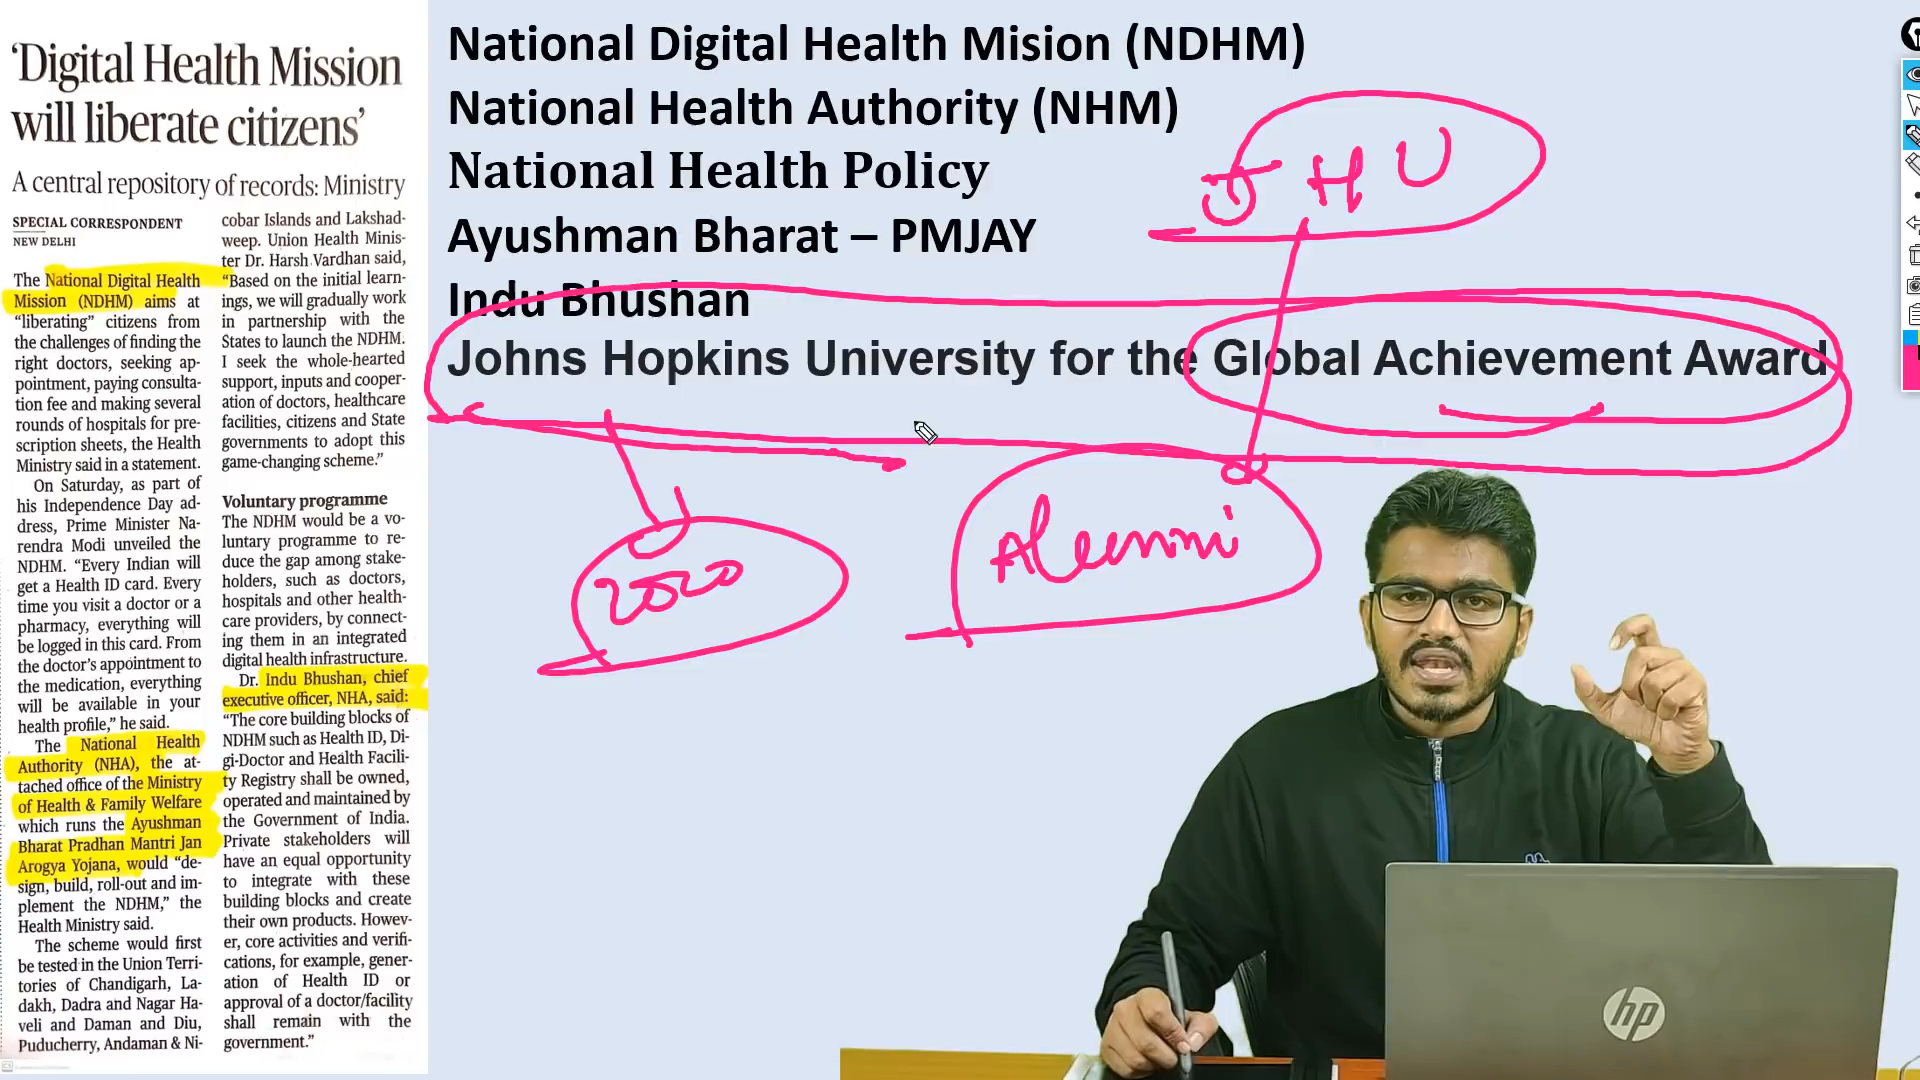 'Digital Health Mission
will liberate citizens'
A central repository of records: Ministry
SPECIAL CORRESPONDENT
NEW DELHI
The National Digital Health
Mission (NDHM) aims at
"liberating" citizens from
the challenges of finding the
right doctors, seeking ap-
pointment, paying consulta-
tion fee and making several
rounds of hospitals for pre-
scription sheets, the Health
Ministry said in a statement.
On Saturday, as part of
his Independence Day ad-
dress, Prime Minister Na-
rendra Modi unveiled the
NDHM. "Every Indian will
get a Health ID card. Every
time you visit a doctor or a
pharmacy, everything will
be logged in this card. From
the doctor's appointment to
the medication, everything
will be available in your
health profile," he said.
The National Health
Authority (NHA), the at-
tached office of the Ministry
of Health & Family Welfare
which runs the Ayushman
Bharat Pradhan Mantri Jan
Arogya Yojana, would "de-
sign, build, roll-out and im-
plement the NDHM," the
Health Ministry said.
The scheme would first
be tested in the Union Terri-
tories of Chandigarh, La-
dakh, Dadra and Nagar Ha-
veli and Daman and Diu,
Puducherry, Andaman & Ni-
cobar Islands and Lakshad-
weep. Union Health Minis-
ter Dr. Harsh Vardhan said,
"Based on the initial learn-
ings, we will gradually work
in partnership with the
States to launch the NDHM.
I seek the whole-hearted
support, inputs and cooper-
ation of doctors, healthcare
facilities, citizens and State
governments to adopt this
game-changing scheme."
Voluntary programme
The NDHM would be a vo-
luntary programme to re-
duce the gap among stake-
holders, such as doctors,
hospitals and other health-
care providers, by connect-
ing them in an integrated
digital health infrastructure.
Dr. Indu Bhushan, chief
executive officer, NHA, said:
"The core building blocks of
NDHM such as Health ID, Di-
gi-Doctor and Health Facili-
ty Registry shall be owned,
operated and maintained by
the Government of India.
Private stakeholders will
have an equal opportunity
to integrate with these
building blocks and create
their own products. Howev-
er, core activities and verifi-
cations, for example, gener-
ation of Health ID or
approval of a doctor/facility
shall remain with the
government."
National Digital Health Mision (NDHM)
National Health Authority (NHM)
National Health Policy
Ayushman Bharat – PMJAY
Indu Bhushan
Johns Hopkins University for the Global Achievement Award
JHU
2020
Alumni
hp